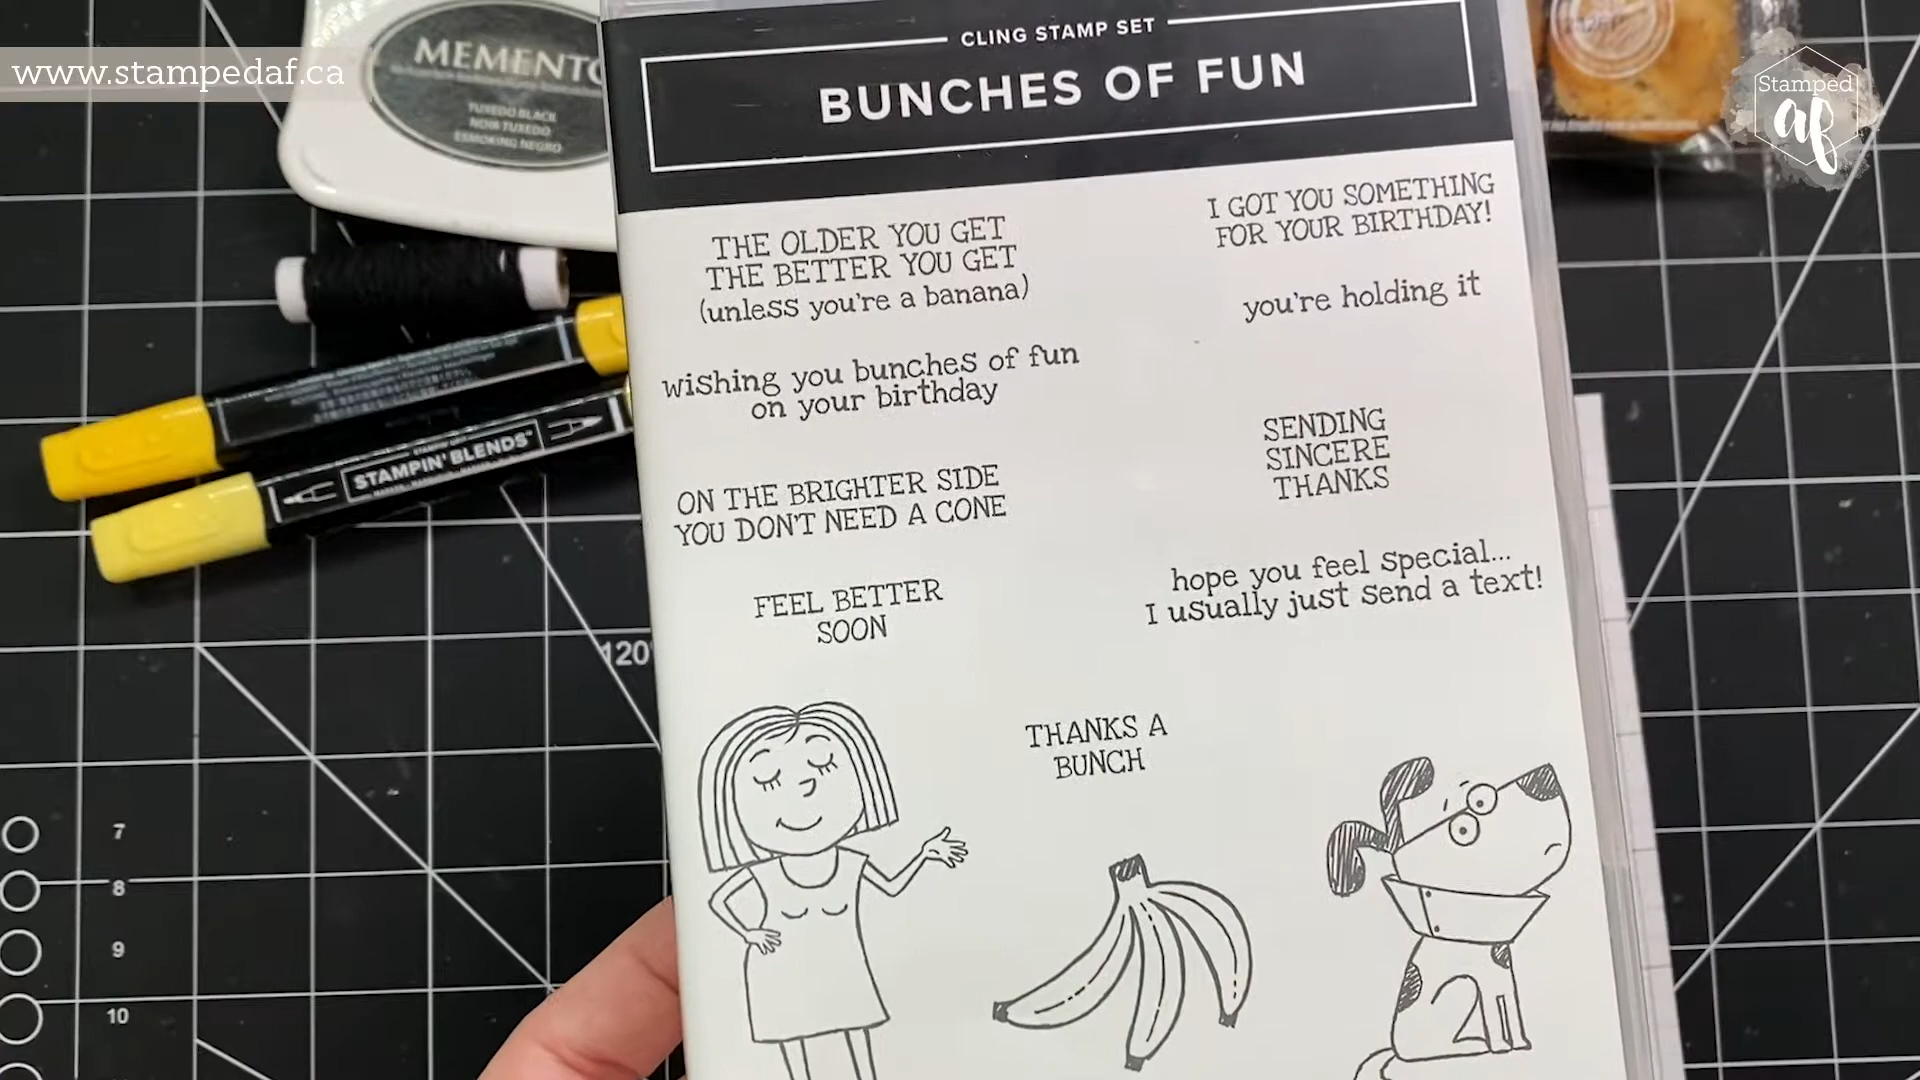 www.stampedaf.ca
MEMENTO
TUXEDO BLACK
NOIR TUXEDO
ESMOKING NEGRO
CLING STAMP SET
BUNCHES OF FUN
Stamped
af
THE OLDER YOU GET
THE BETTER YOU GET
(unless you're a banana)
I GOT YOU SOMETHING
FOR YOUR BIRTHDAY!
you're holding it
wishing you bunches of fun
on your birthday
STAMPIN' BLENDS
SENDING
SINCERE
THANKS
ON THE BRIGHTER SIDE
YOU DON'T NEED A CONE
hope you feel special...
I usually just send a text!
FEEL BETTER
SOON
120°
THANKS A
BUNCH
7
8
9
10